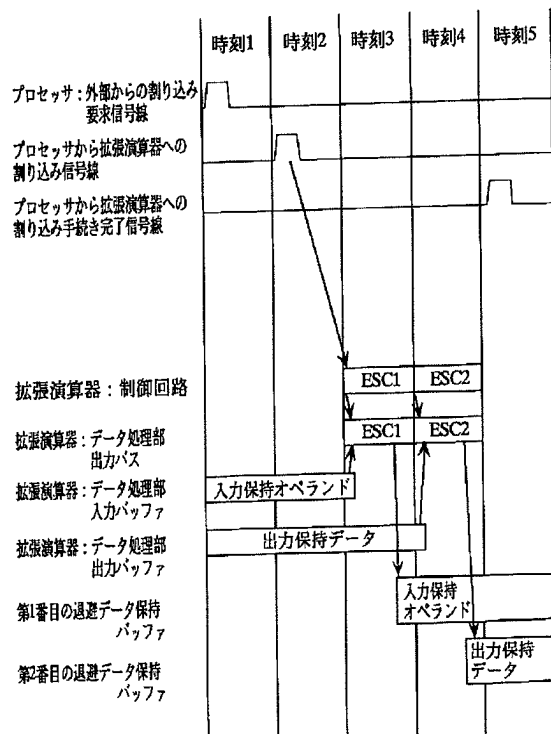 時刻1 時刻2 時刻3 時刻4 時刻5
プロセッサ：外部からの割り込み
要求信号線
プロセッサから拡張演算器への
割り込み信号線
プロセッサから拡張演算器への
割り込み手続き完了信号線
拡張演算器：制御回路
ESC1 ESC2
拡張演算器：データ処理部
出力バス
ESC1 ESC2
拡張演算器：データ処理部
入力バッファ
入力保持オペランド
拡張演算器：データ処理部
出力バッファ
出力保持データ
第1番目の退避データ保持
バッファ
入力保持
オペランド
第2番目の退避データ保持
バッファ
出力保持
データ